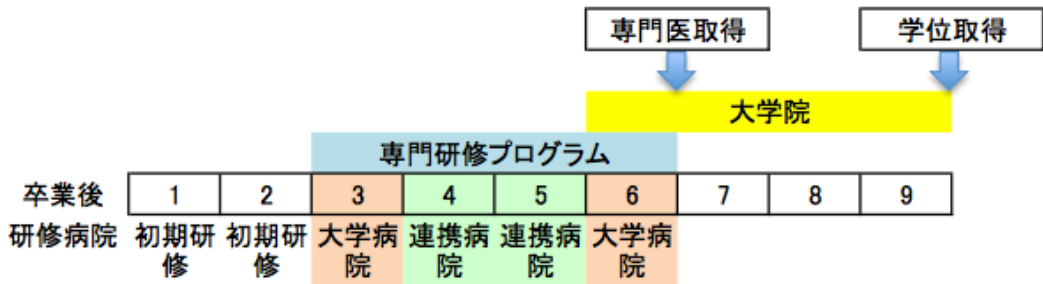 専門医取得 学位取得
大学院
専門研修プログラム
卒業後 1 2 3 4 5 6 7 8 9
研修病院 初期研修 初期研修 大学病院 連携病院 連携病院 大学病院